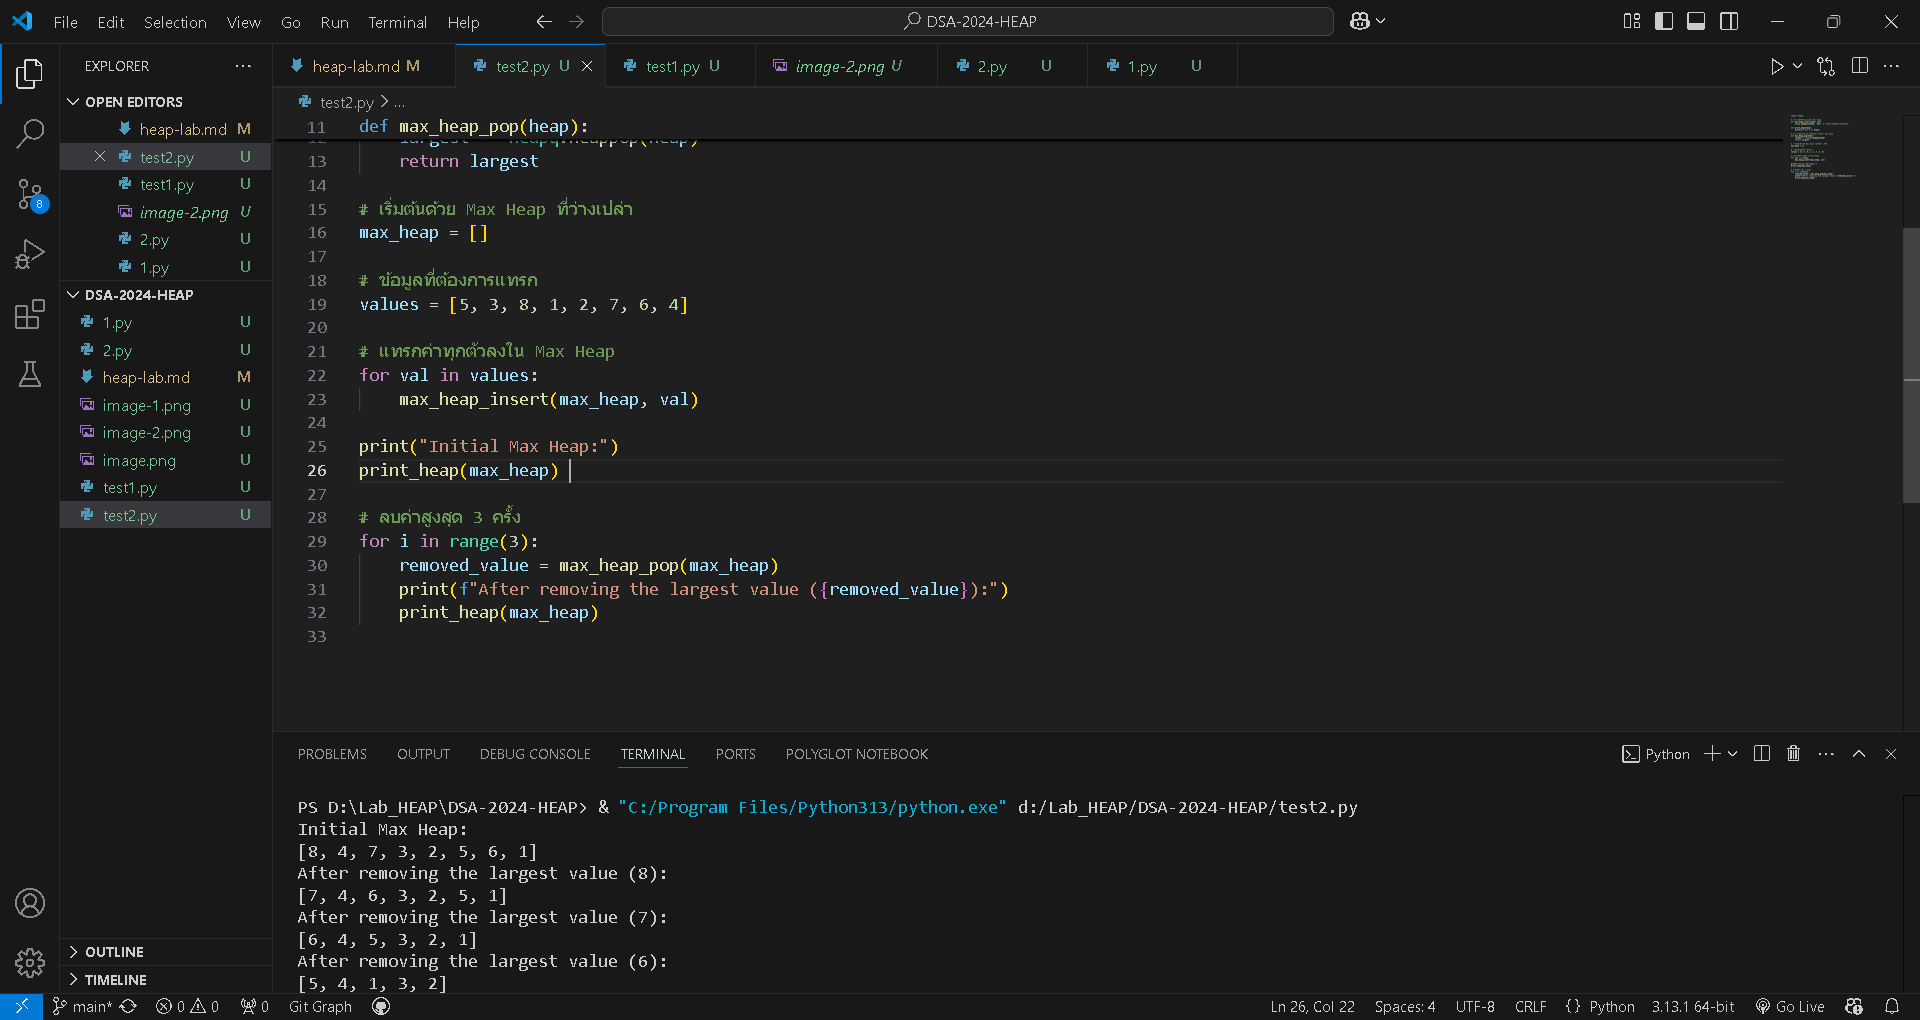 File Edit Selection View Go Run Terminal Help
DSA-2024-HEAP
EXPLORER
OPEN EDITORS
heap-lab.md M
test2.py U
test1.py U
image-2.png U
2.py U
1.py U
DSA-2024-HEAP
1.py U
2.py U
heap-lab.md M
image-1.png U
image-2.png U
image.png U
test1.py U
test2.py U
OUTLINE
TIMELINE
8
heap-lab.md M
test2.py U
test1.py U
image-2.png U
2.py U
1.py U
test2.py > ...
11 def max_heap_pop(heap):
12 largest = heapq.heappop(heap)
13 return largest
14
15 # เริ่มต้นด้วย Max Heap ที่ว่างเปล่า
16 max_heap = []
17
18 # ข้อมูลที่ต้องการแทรก
19 values = [5, 3, 8, 1, 2, 7, 6, 4]
20
21 # แทรกค่าทุกตัวลงใน Max Heap
22 for val in values:
23 max_heap_insert(max_heap, val)
24
25 print("Initial Max Heap:")
26 print_heap(max_heap)
27
28 # ลบค่าสูงสุด 3 ครั้ง
29 for i in range(3):
30 removed_value = max_heap_pop(max_heap)
31 print(f"After removing the largest value ({removed_value}):")
32 print_heap(max_heap)
33
PROBLEMS OUTPUT DEBUG CONSOLE TERMINAL PORTS POLYGLOT NOTEBOOK
Python
PS D:\Lab_HEAP\DSA-2024-HEAP> & "C:/Program Files/Python313/python.exe" d:/Lab_HEAP/DSA-2024-HEAP/test2.py
Initial Max Heap:
[8, 4, 7, 3, 2, 5, 6, 1]
After removing the largest value (8):
[7, 4, 6, 3, 2, 5, 1]
After removing the largest value (7):
[6, 4, 5, 3, 2, 1]
After removing the largest value (6):
[5, 4, 1, 3, 2]
main* 0 0 0 Git Graph
Ln 26, Col 22 Spaces: 4 UTF-8 CRLF {} Python 3.13.1 64-bit Go Live